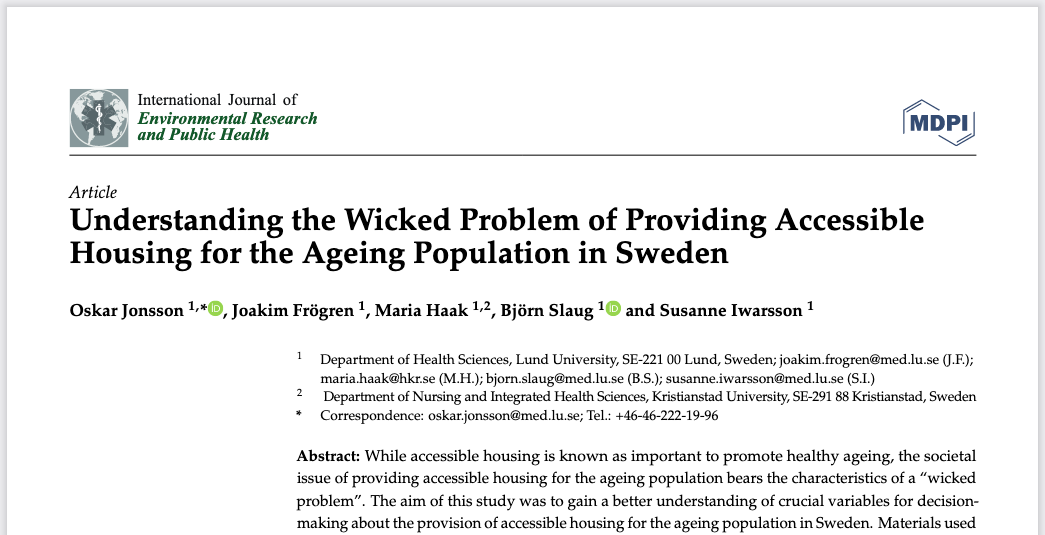 International Journal of
Environmental Research
and Public Health
MDPI
Article
Understanding the Wicked Problem of Providing Accessible
Housing for the Ageing Population in Sweden
Oskar Jonsson 1,* iD, Joakim Frögren 1, Maria Haak 1,2, Björn Slaug 1 iD and Susanne Iwarsson 1
1 Department of Health Sciences, Lund University, SE-221 00 Lund, Sweden; joakim.frogren@med.lu.se (J.F.);
maria.haak@hkr.se (M.H.); bjorn.slaug@med.lu.se (B.S.); susanne.iwarsson@med.lu.se (S.I.)
2 Department of Nursing and Integrated Health Sciences, Kristianstad University, SE-291 88 Kristianstad, Sweden
* Correspondence: oskar.jonsson@med.lu.se; Tel.: +46-46-222-19-96
Abstract: While accessible housing is known as important to promote healthy ageing, the societal
issue of providing accessible housing for the ageing population bears the characteristics of a “wicked
problem”. The aim of this study was to gain a better understanding of crucial variables for decision-
making about the provision of accessible housing for the ageing population in Sweden. Materials used